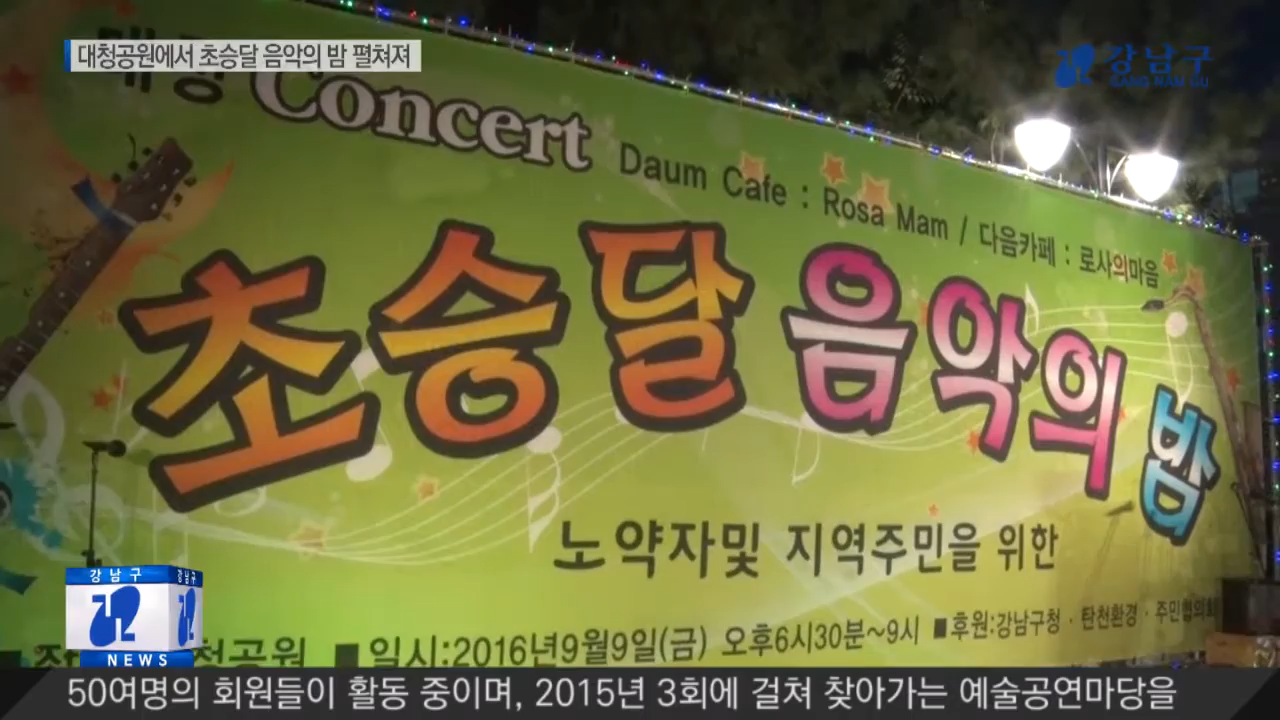 대청공원에서 초승달 음악의 밤 펼쳐져
강남구
GANG NAM GU
Concert
Daum Cafe : Rosa Mam / 다음카페 : 로사의마음
초승달 음악의 밤
노약자및 지역주민을 위한
■일시:2016년9월9일(금) 오후6시30분~9시 ■후원:강남구청 · 탄천환경 · 주민협의회
강남구
강남구
NEWS
50여명의 회원들이 활동 중이며, 2015년 3회에 걸쳐 찾아가는 예술공연마당을